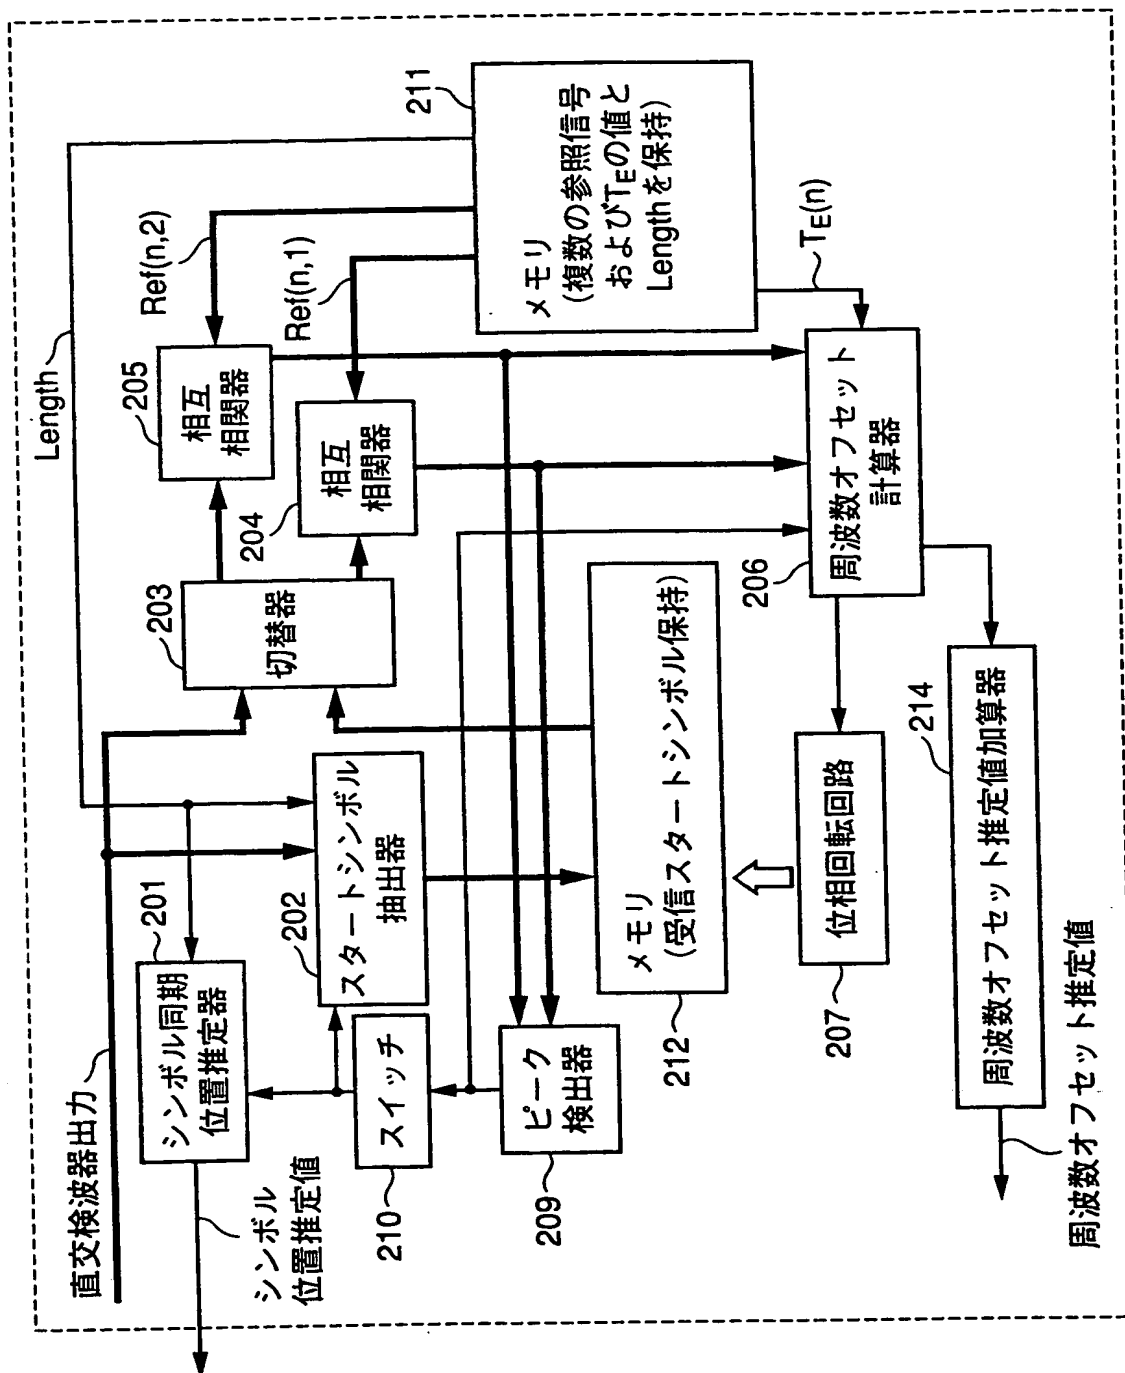 直交検波器出力
Length
201
シンボル同期
位置推定器
シンボル
位置推定値
202
スタートシンボル
抽出器
203
切替器
205
相互
相関器
Ref(n,2)
204
相互
相関器
Ref(n,1)
211
メモリ
(複数の参照信号
およびTEの値と
Lengthを保持)
TE(n)
スイッチ
210
ピーク
検出器
209
メモリ
(受信スタートシンボル保持)
212
206
周波数オフセット
計算器
位相回転回路
207
214
周波数オフセット推定値加算器
周波数オフセット推定値